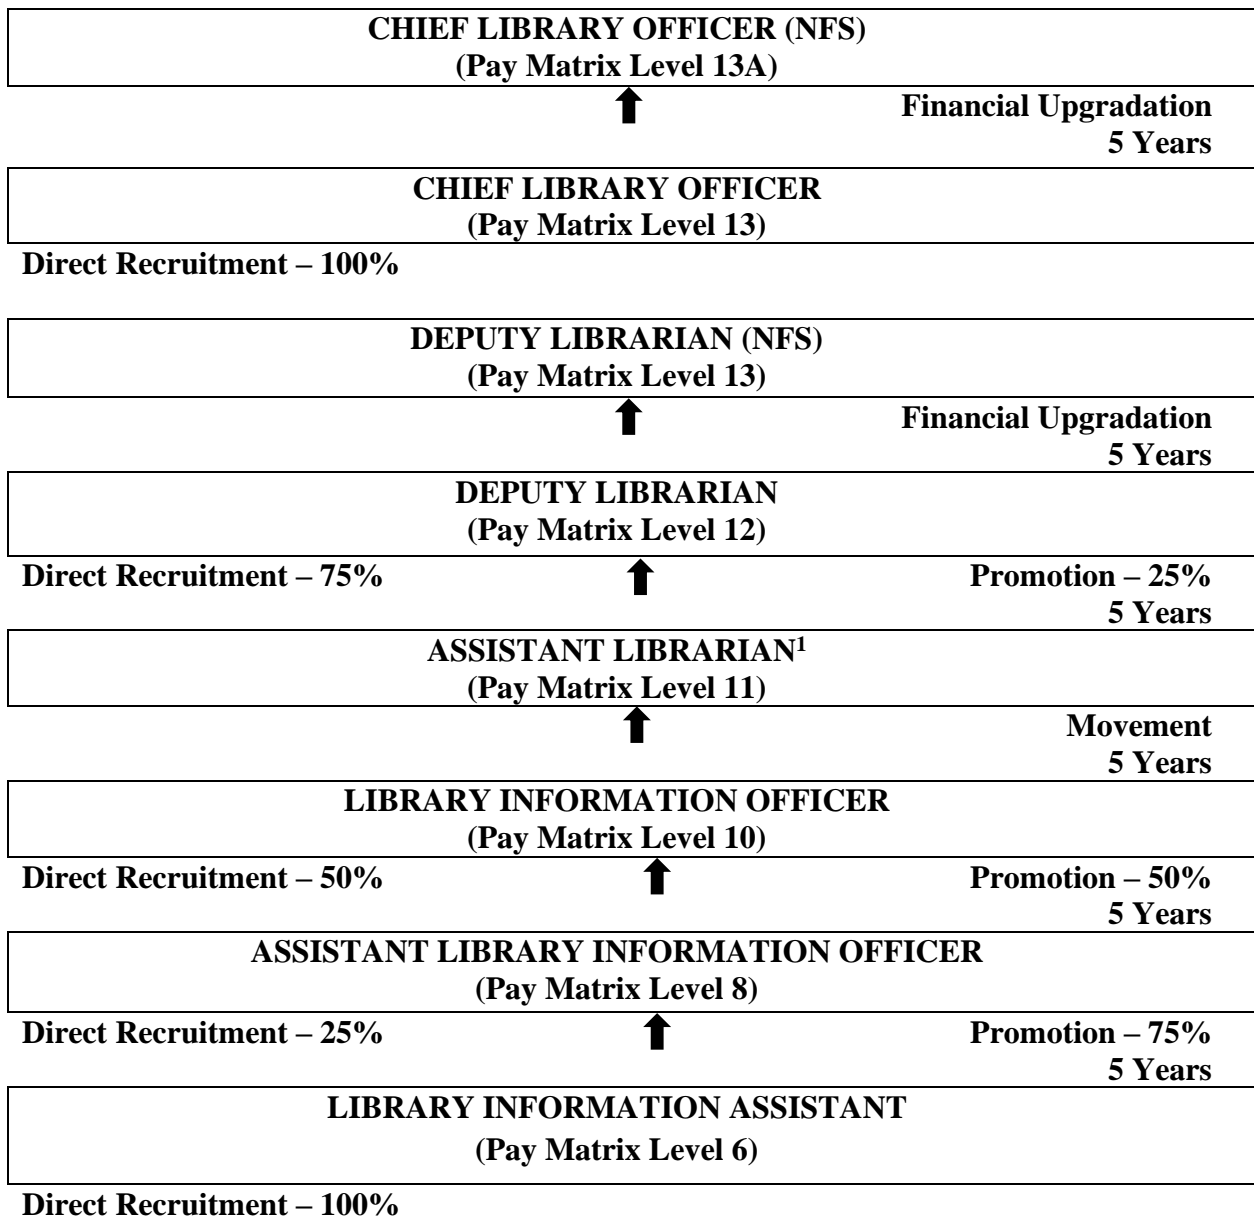 CHIEF LIBRARY OFFICER (NFS)
(Pay Matrix Level 13A)
Financial Upgradation
5 Years
CHIEF LIBRARY OFFICER
(Pay Matrix Level 13)
Direct Recruitment – 100%
DEPUTY LIBRARIAN (NFS)
(Pay Matrix Level 13)
Financial Upgradation
5 Years
DEPUTY LIBRARIAN
(Pay Matrix Level 12)
Direct Recruitment – 75% Promotion – 25%
5 Years
ASSISTANT LIBRARIAN¹
(Pay Matrix Level 11)
Movement
5 Years
LIBRARY INFORMATION OFFICER
(Pay Matrix Level 10)
Direct Recruitment – 50% Promotion – 50%
5 Years
ASSISTANT LIBRARY INFORMATION OFFICER
(Pay Matrix Level 8)
Direct Recruitment – 25% Promotion – 75%
5 Years
LIBRARY INFORMATION ASSISTANT
(Pay Matrix Level 6)
Direct Recruitment – 100%